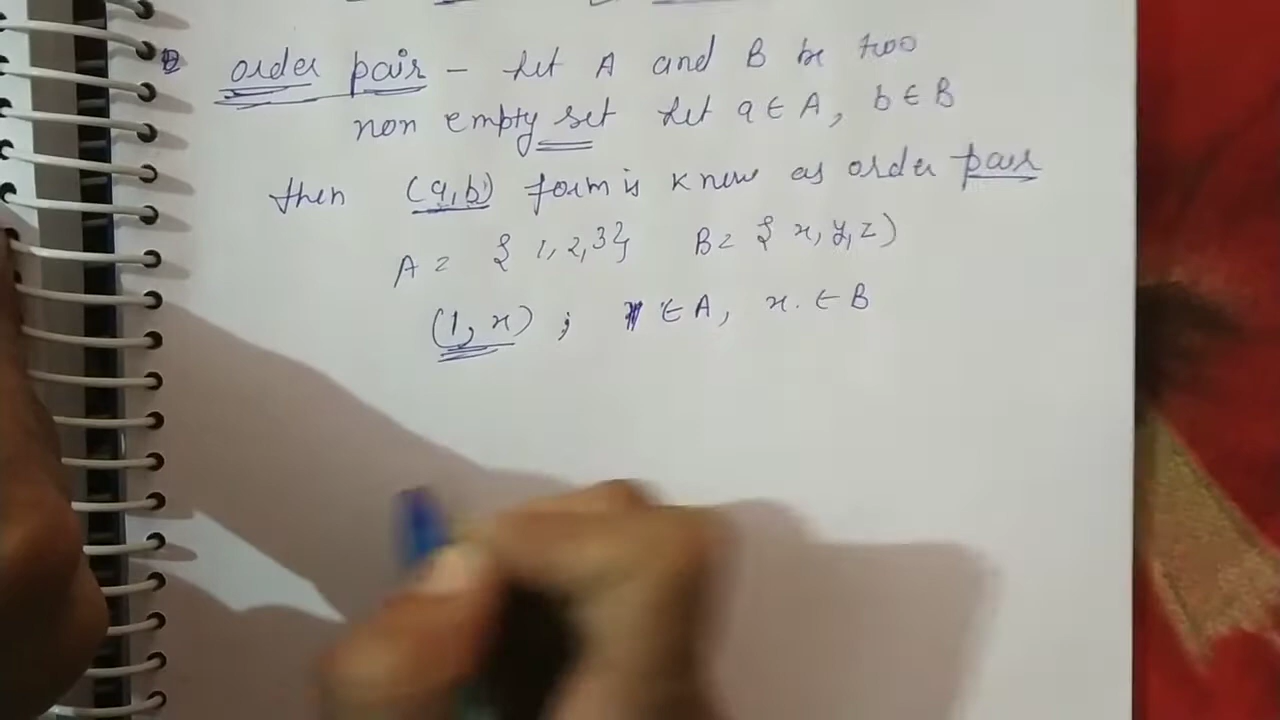 order pair - Let A and B be two
non empty set Let a ∈ A, b ∈ B
then (a,b) form is know as order pair
A = { 1, 2, 3} B = { x, y, z)
(1, x) ; 1 ∈ A, x. ∈ B